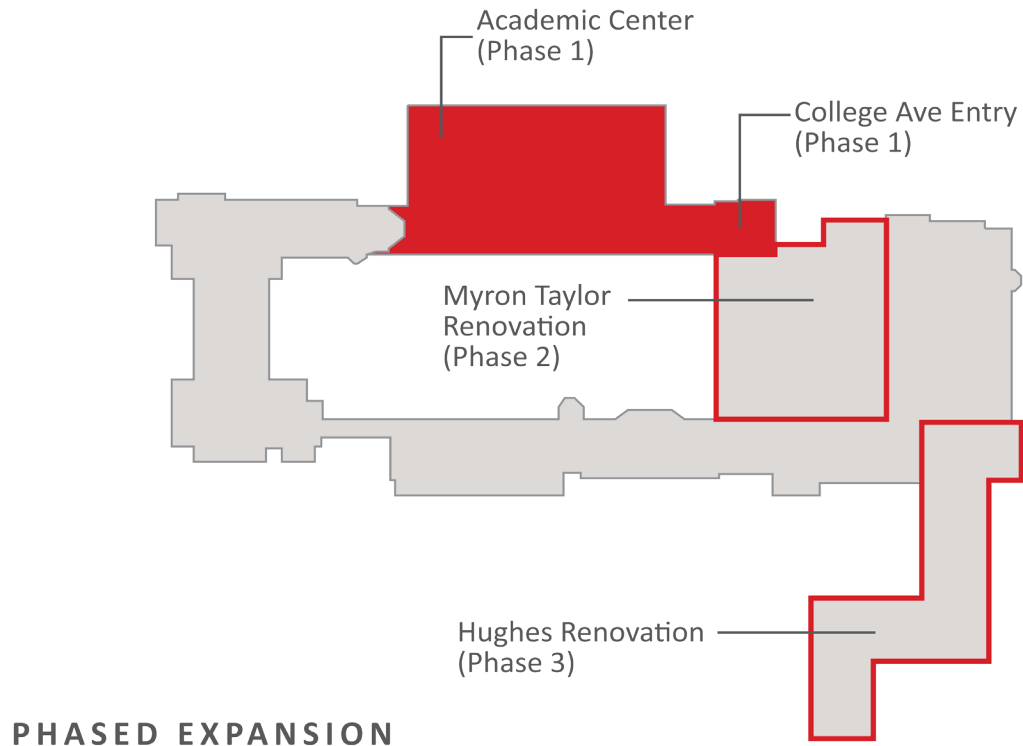 Academic Center
(Phase 1)
College Ave Entry
(Phase 1)
Myron Taylor
Renovation
(Phase 2)
Hughes Renovation
(Phase 3)
PHASED EXPANSION